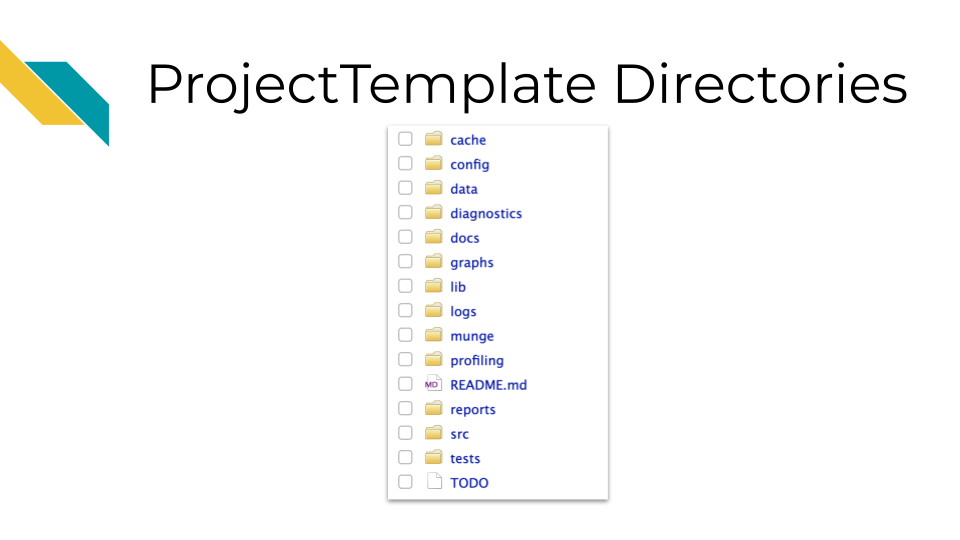 ProjectTemplate Directories
cache
config
data
diagnostics
docs
graphs
lib
logs
munge
profiling
MD README.md
reports
src
tests
TODO